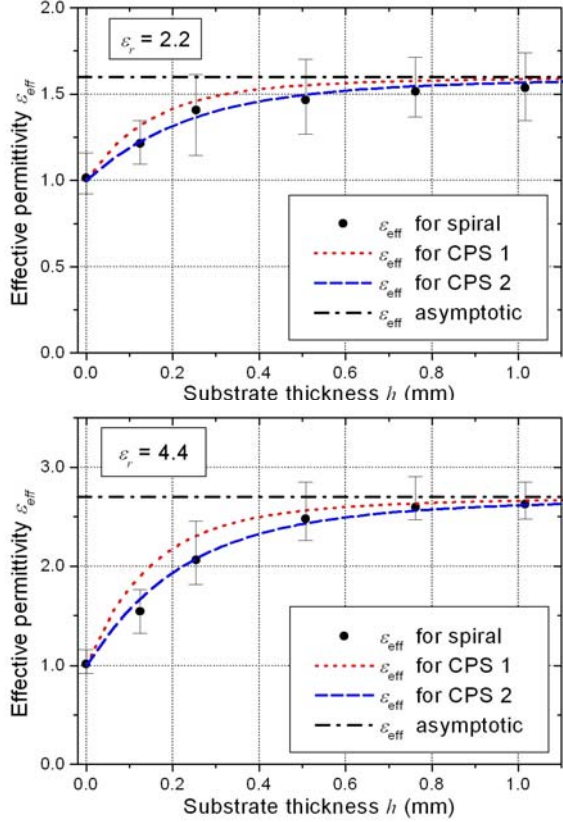 2.0
εr = 2.2
1.5
1.0
0.5
0.0
Effective permittivity εeff
εeff for spiral
εeff for CPS 1
εeff for CPS 2
εeff asymptotic
0.0 0.2 0.4 0.6 0.8 1.0
Substrate thickness h (mm)
εr = 4.4
3.0
2.0
1.0
0.0
Effective permittivity εeff
εeff for spiral
εeff for CPS 1
εeff for CPS 2
εeff asymptotic
0.0 0.2 0.4 0.6 0.8 1.0
Substrate thickness h (mm)